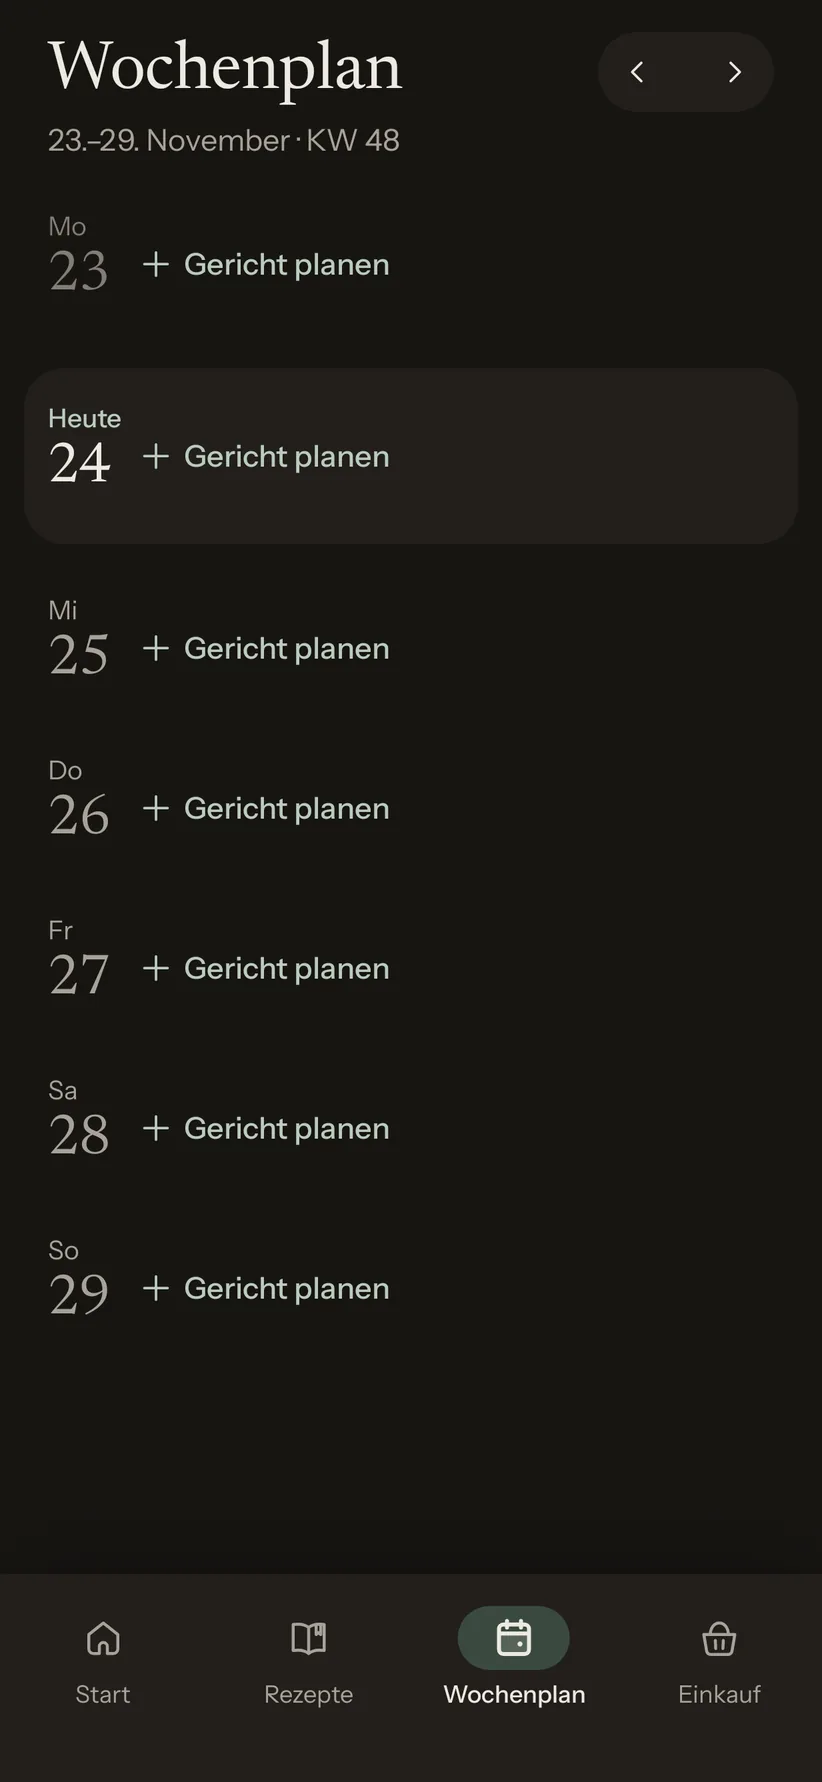 Wochenplan
23.–29. November · KW 48
Mo
23
Gericht planen
Heute
24
Gericht planen
Mi
25
Gericht planen
Do
26
Gericht planen
Fr
27
Gericht planen
Sa
28
Gericht planen
So
29
Gericht planen
Start
Rezepte
Wochenplan
Einkauf